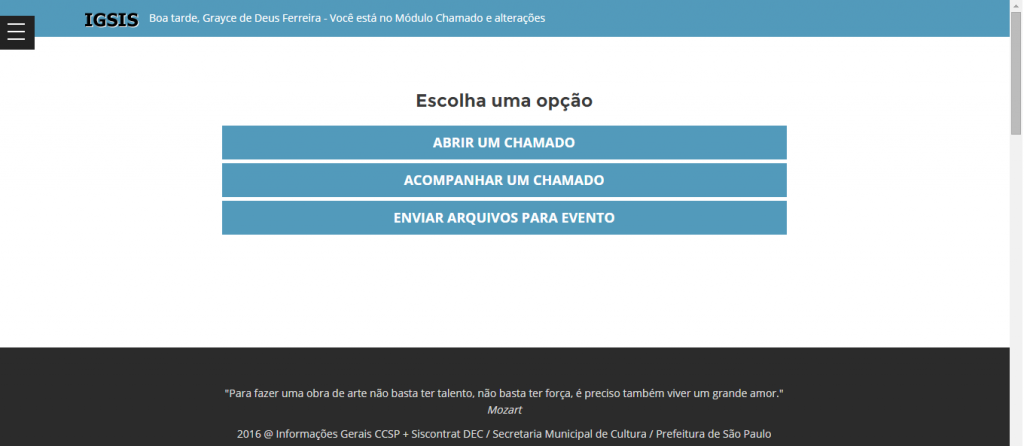 IGSIS Boa tarde, Grayce de Deus Ferreira - Você está no Módulo Chamado e alterações
Escolha uma opção
ABRIR UM CHAMADO
ACOMPANHAR UM CHAMADO
ENVIAR ARQUIVOS PARA EVENTO
"Para fazer uma obra de arte não basta ter talento, não basta ter força, é preciso também viver um grande amor."
Mozart
2016 @ Informações Gerais CCSP + Siscontrat DEC / Secretaria Municipal de Cultura / Prefeitura de São Paulo